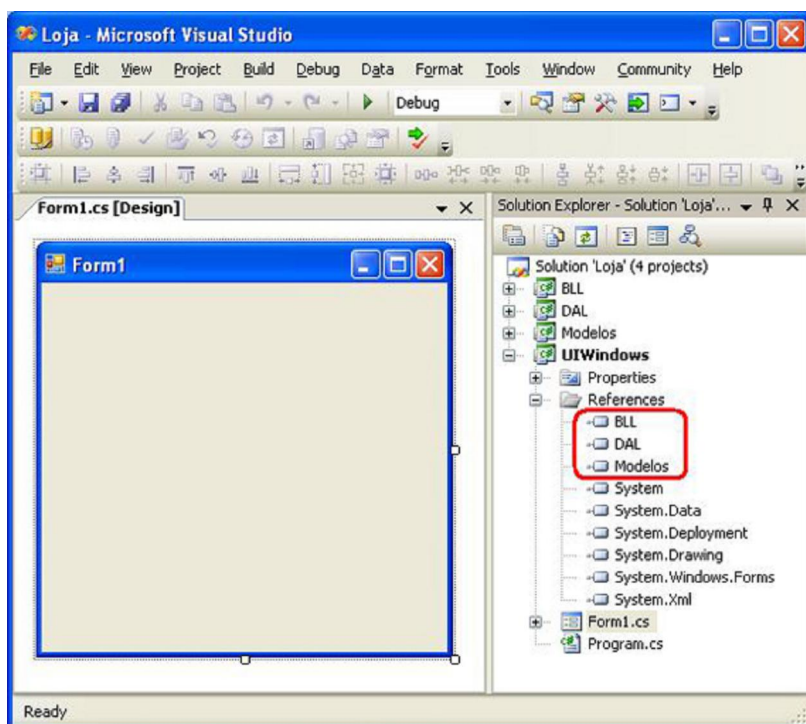 Loja - Microsoft Visual Studio
File Edit View Project Build Debug Data Format Tools Window Community Help
Debug
Form1.cs [Design]
Form1
Solution Explorer - Solution 'Loja'...
Solution 'Loja' (4 projects)
BLL
DAL
Modelos
UIWindows
Properties
References
BLL
DAL
Modelos
System
System.Data
System.Deployment
System.Drawing
System.Windows.Forms
System.Xml
Form1.cs
Program.cs
Ready